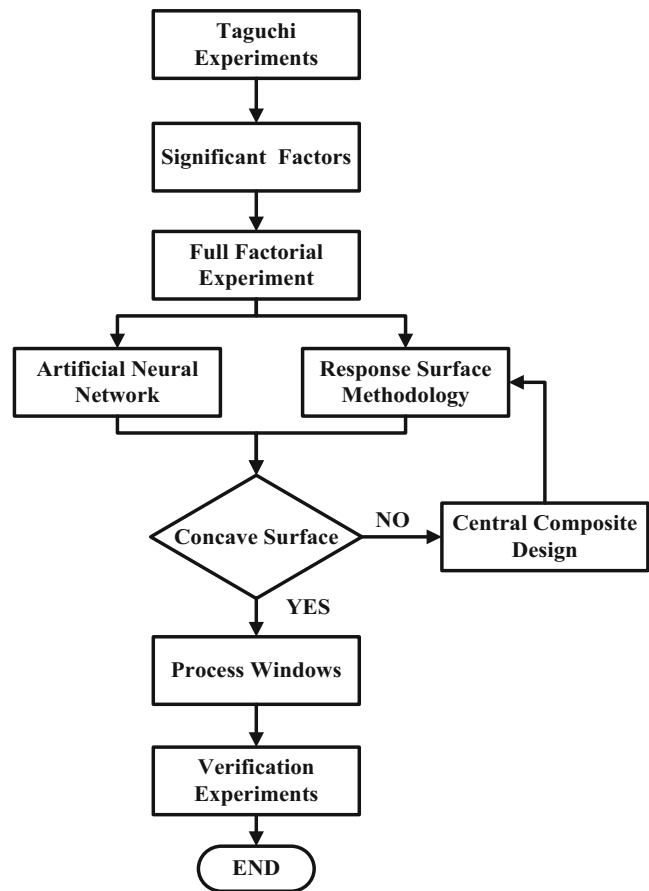 Taguchi
Experiments
Significant Factors
Full Factorial
Experiment
Artificial Neural
Network
Response Surface
Methodology
Concave Surface
NO
Central Composite
Design
YES
Process Windows
Verification
Experiments
END